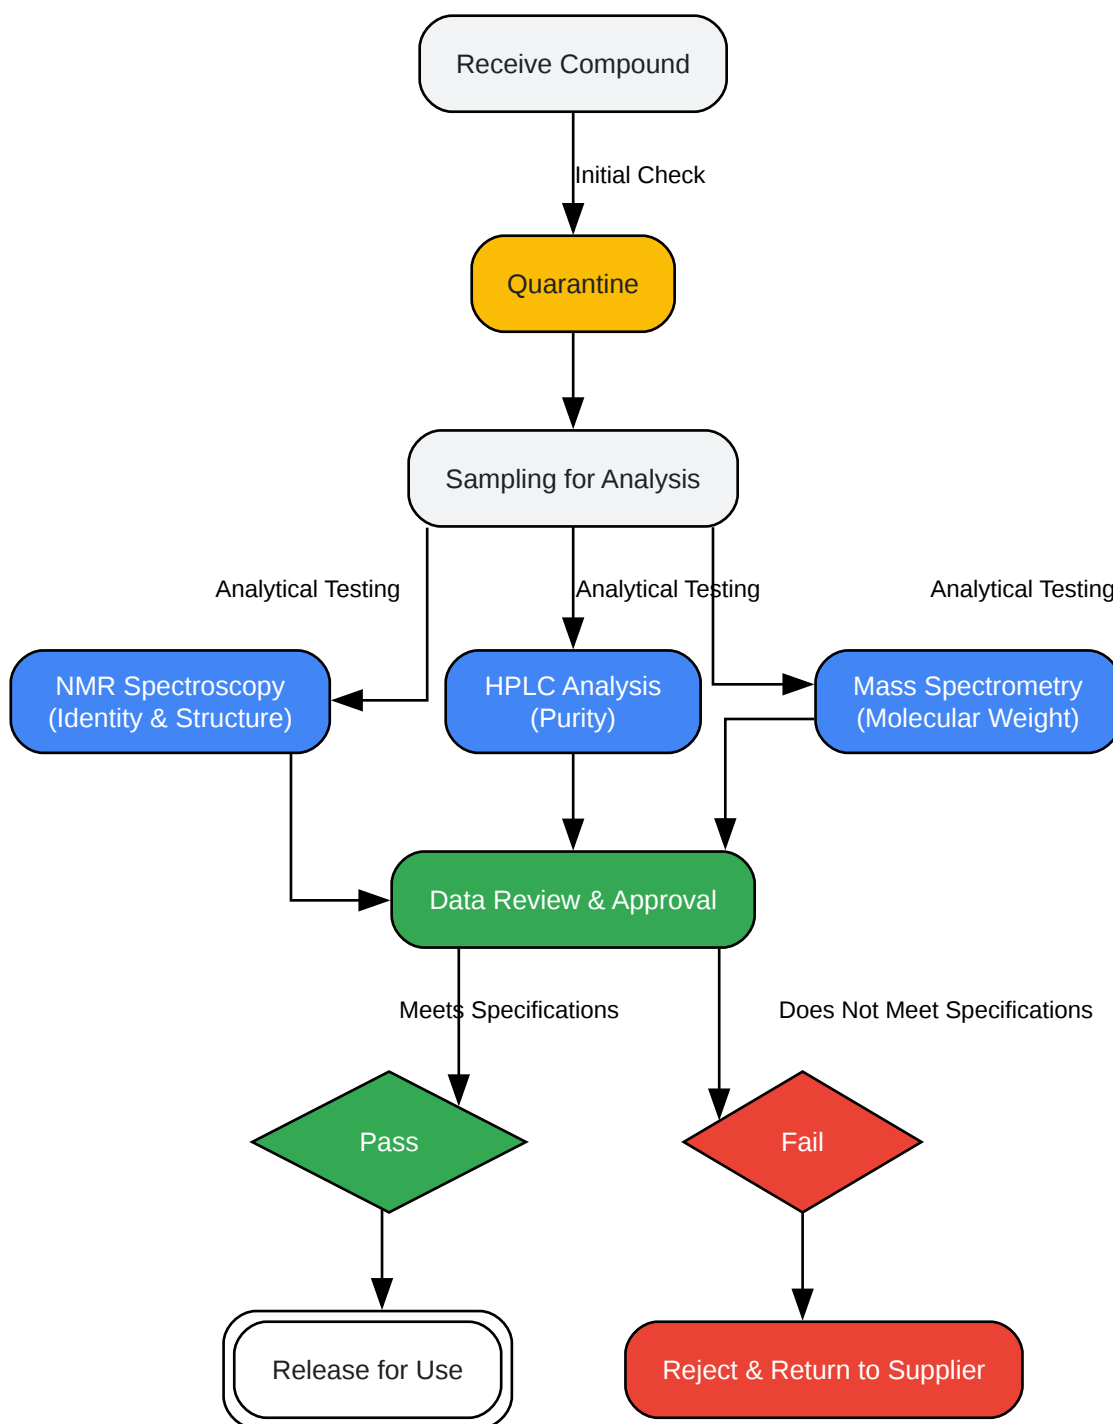 Receive Compound
Initial Check
Quarantine
Sampling for Analysis
Analytical Testing
Analytical Testing
Analytical Testing
NMR Spectroscopy
(Identity & Structure)
HPLC Analysis
(Purity)
Mass Spectrometry
(Molecular Weight)
Data Review & Approval
Meets Specifications
Does Not Meet Specifications
Pass
Fail
Release for Use
Reject & Return to Supplier